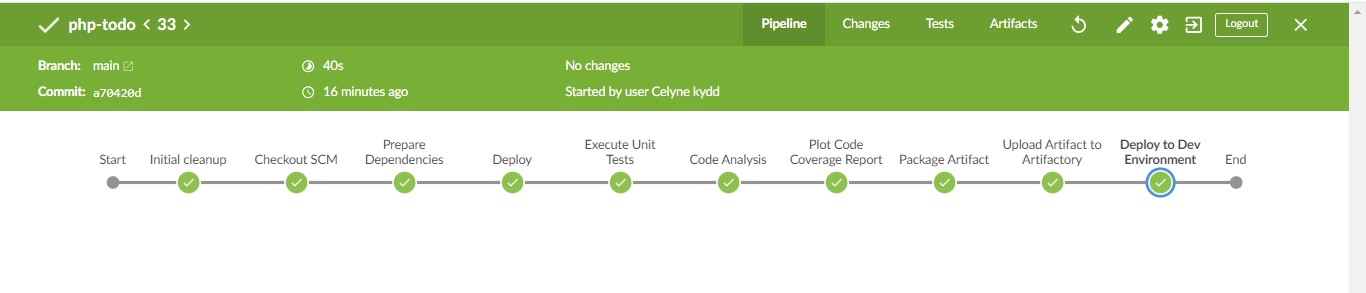 php-todo < 33 >
Pipeline
Changes
Tests
Artifacts
Logout
Branch: main
40s
No changes
Commit: a70420d
16 minutes ago
Started by user Celyne kydd
Start
Initial cleanup
Checkout SCM
Prepare
Dependencies
Deploy
Execute Unit
Tests
Code Analysis
Plot Code
Coverage Report
Package Artifact
Upload Artifact to
Artifactory
Deploy to Dev
Environment
End